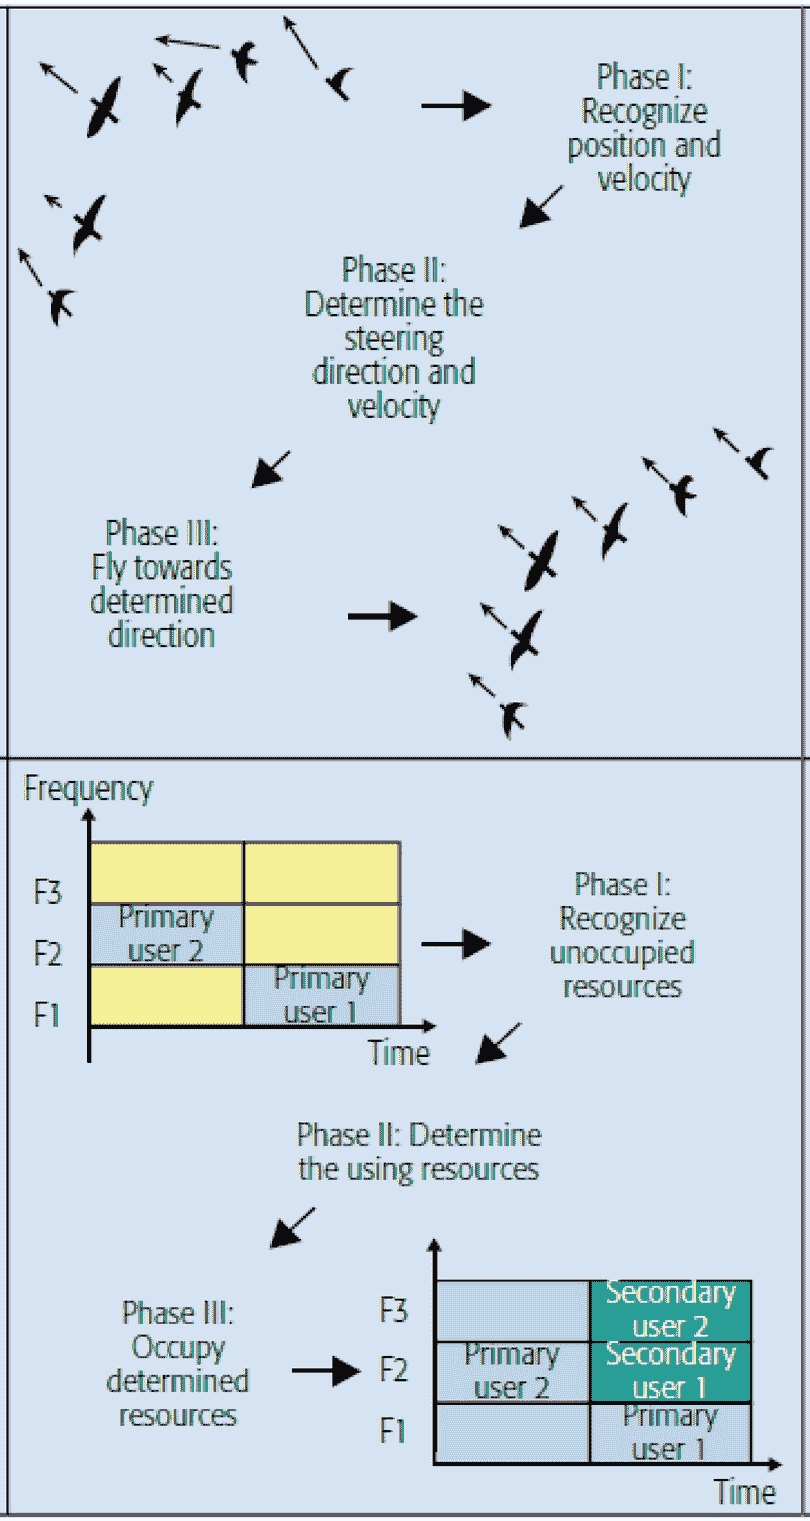 Phase I:
Recognize
position and
velocity
Phase II:
Determine the
steering
direction and
velocity
Phase III:
Fly towards
determined
direction
Frequency
F3
Primary
user 2
F2
Primary
user 1
F1
Time
Phase I:
Recognize
unoccupied
resources
Phase II: Determine
the using resources
Phase III:
Occupy
determined
resources
F3
Secondary
user 2
F2
Primary
user 2
Secondary
user 1
F1
Primary
user 1
Time